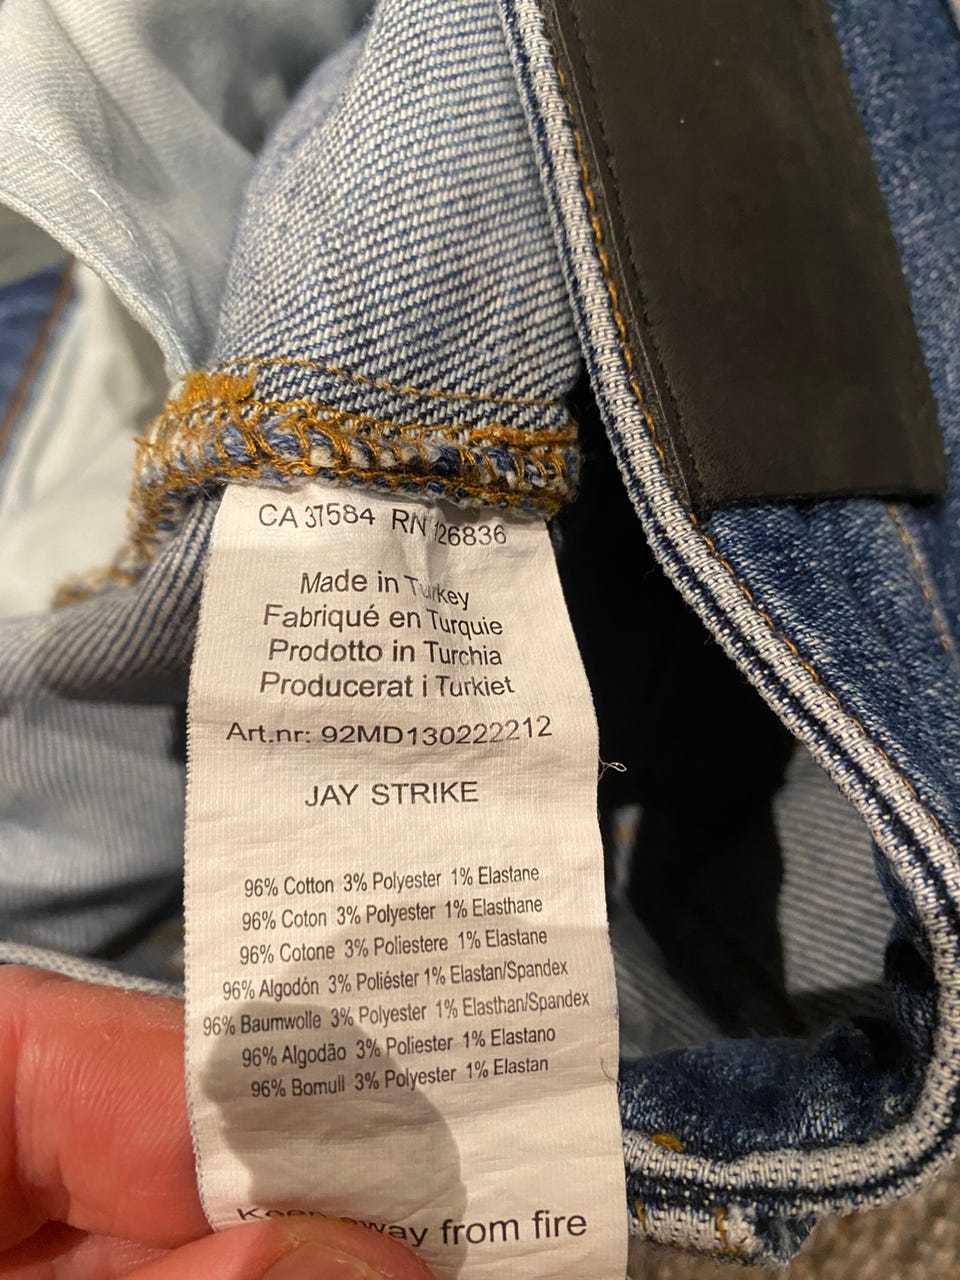 CA 37584 RN 126836
Made in Turkey
Fabriqué en Turquie
Prodotto in Turchia
Producerat i Turkiet
Art.nr: 92MD130222212
JAY STRIKE
96% Cotton 3% Polyester 1% Elastane
96% Coton 3% Polyester 1% Elasthane
96% Cotone 3% Poliestere 1% Elastane
96% Algodón 3% Poliéster 1% Elastan/Spandex
96% Baumwolle 3% Polyester 1% Elasthan/Spandex
96% Algodão 3% Poliester 1% Elastano
96% Bomull 3% Polyester 1% Elastan
Keep away from fire